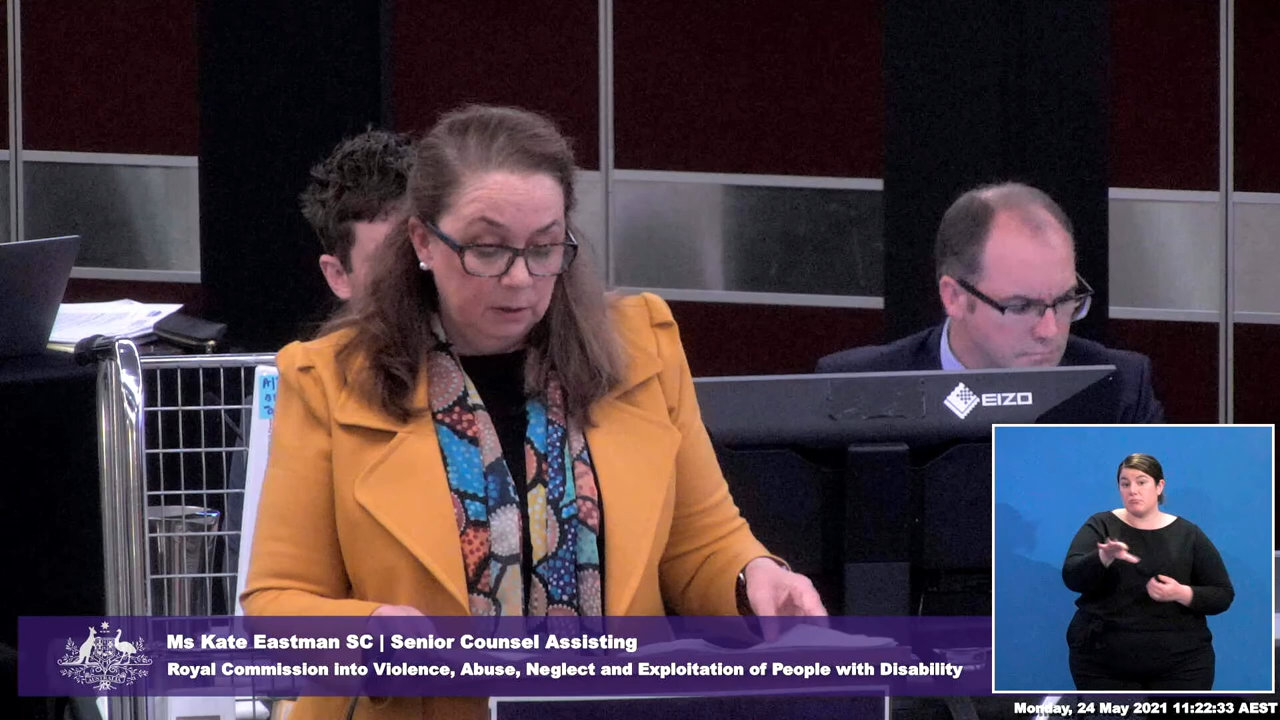 EIZO
Ms Kate Eastman SC | Senior Counsel Assisting
Royal Commission into Violence, Abuse, Neglect and Exploitation of People with Disability
AUSTRALIA
Monday, 24 May 2021 11:22:33 AEST